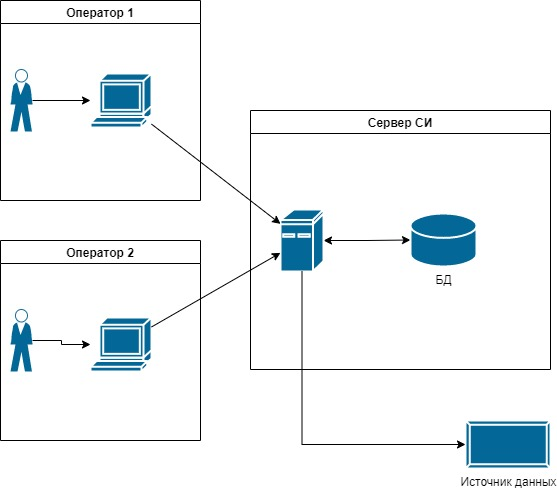 Оператор 1
Сервер СИ
Оператор 2
БД
Источник данных